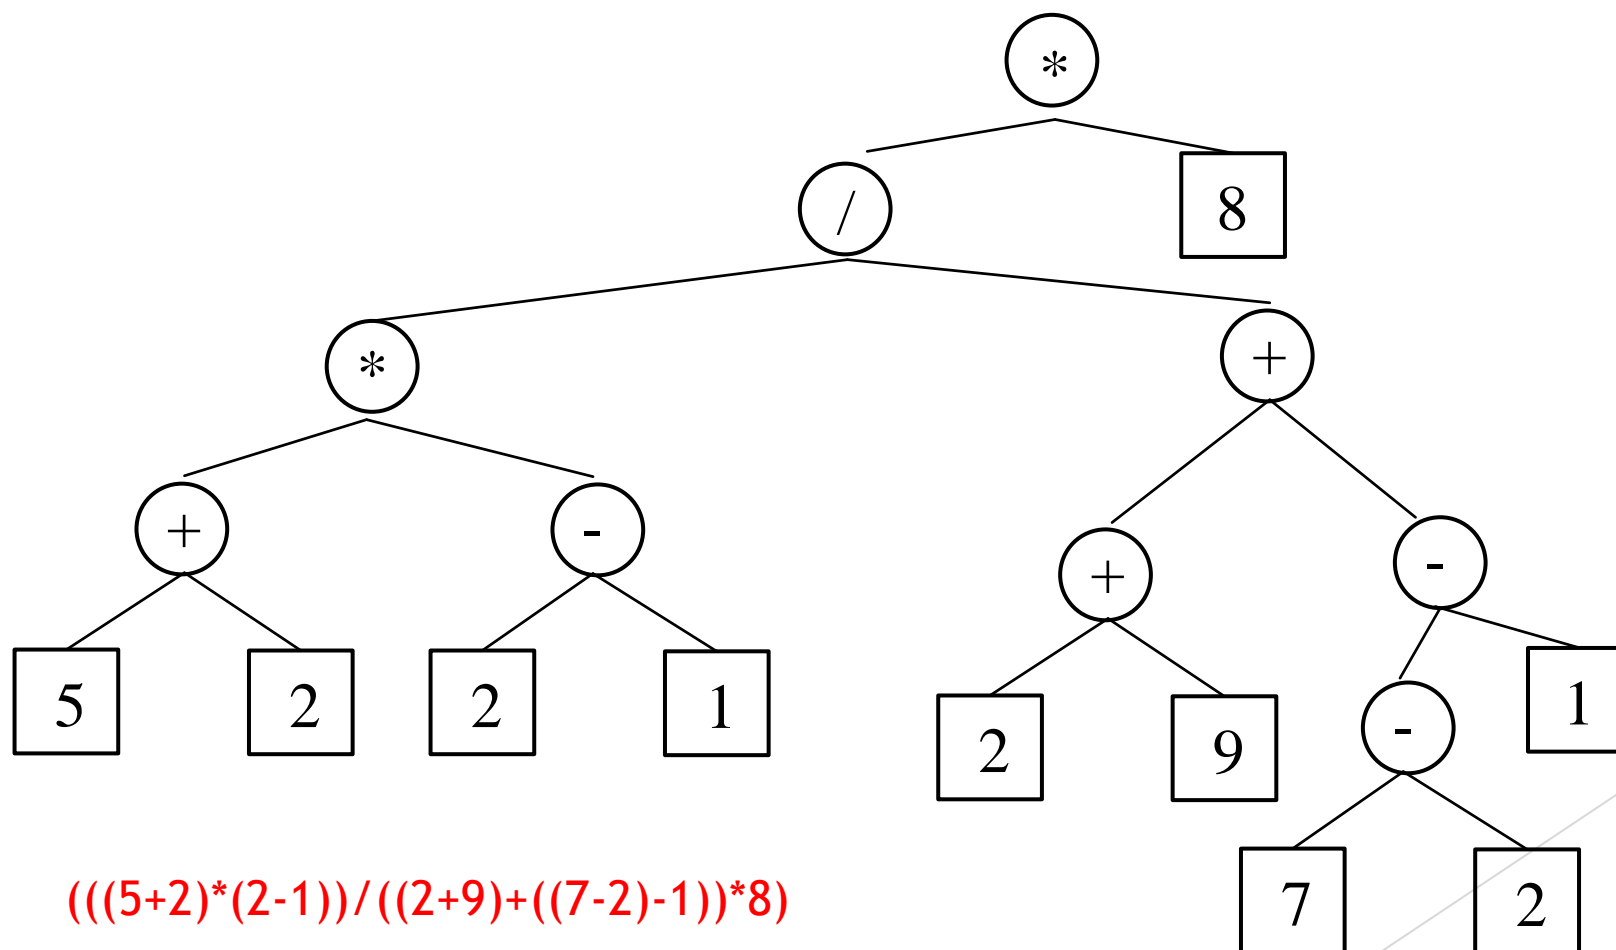 *
/ 8
* +
+ - + -
5 2 2 1 2 9 - 1
7 2
(((5+2)*(2-1))/((2+9)+((7-2)-1))*8)